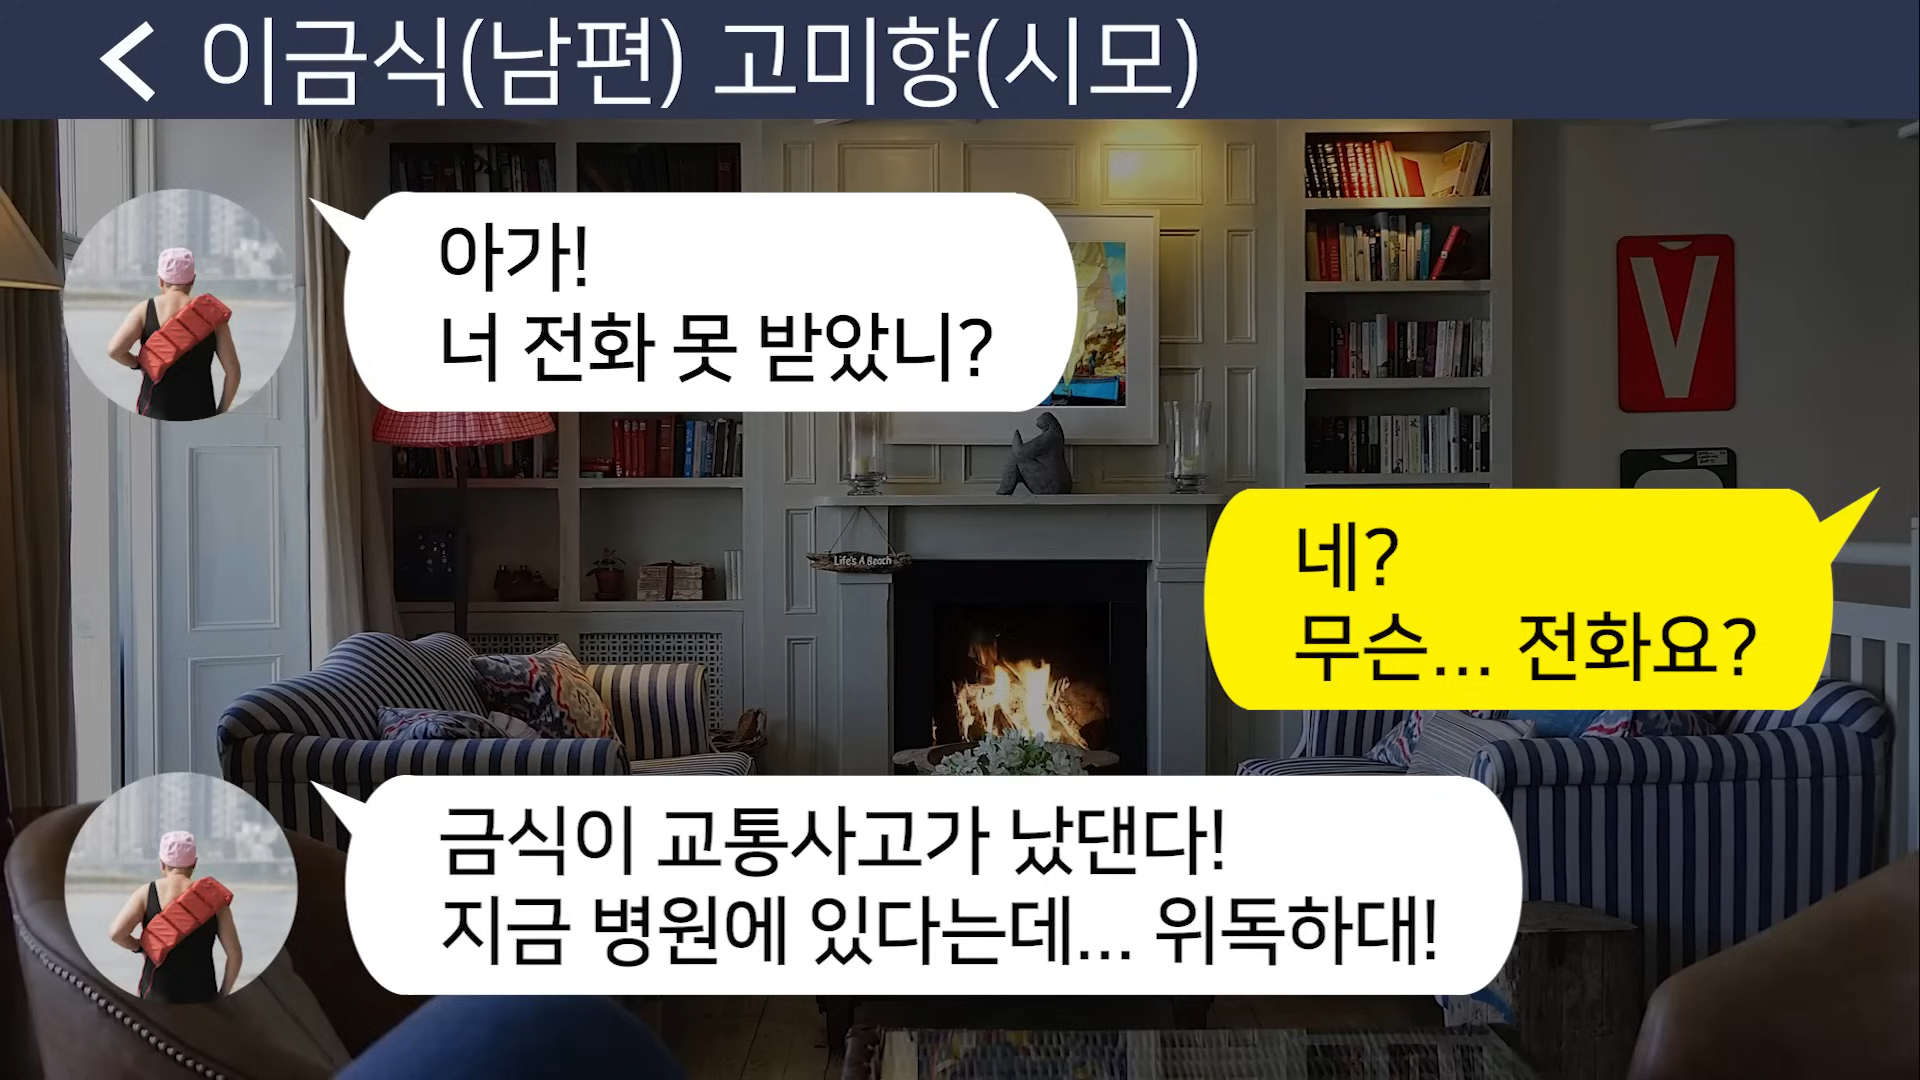 이금식(남편) 고미향(시모)
아가!
너 전화 못 받았니?
V
네?
무슨... 전화요?
Life's A Beach
금식이 교통사고가 났댄다!
지금 병원에 있다는데... 위독하대!